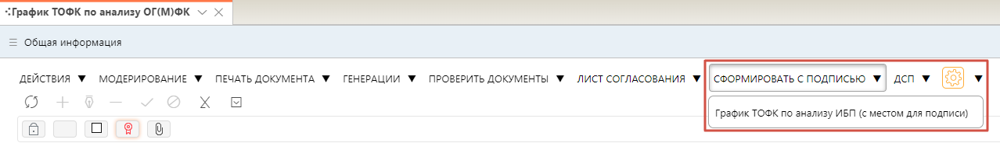 График ТОФК по анализу ОГ(М)ФК
Общая информация
ДЕЙСТВИЯ МОДЕРИРОВАНИЕ ПЕЧАТЬ ДОКУМЕНТА ГЕНЕРАЦИИ ПРОВЕРИТЬ ДОКУМЕНТЫ ЛИСТ СОГЛАСОВАНИЯ СФОРМИРОВАТЬ С ПОДПИСЬЮ ДСП
График ТОФК по анализу ИБП (с местом для подписи)